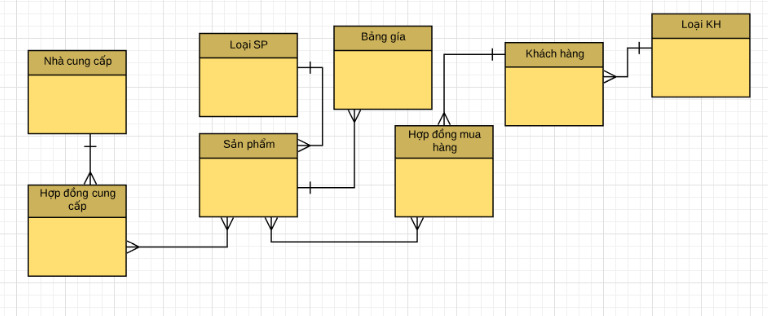 Nhà cung cấp
Loại SP
Bảng gía
Khách hàng
Loại KH
Sản phẩm
Hợp đồng mua
hàng
Hợp đồng cung
cấp